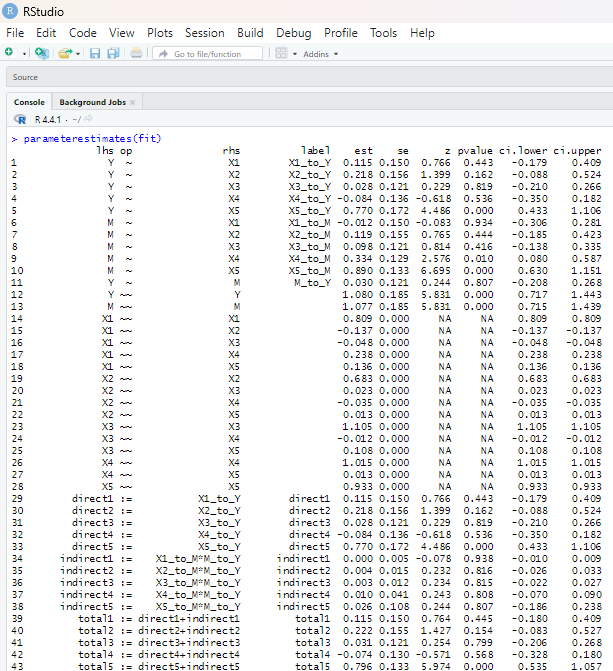 R RStudio
File Edit Code View Plots Session Build Debug Profile Tools Help
Go to file/function Addins
Source
Console Background Jobs ×
R R 4.4.1 · ~/
> parameterestimates(fit)
lhs op rhs label est se z pvalue ci.lower ci.upper
1 Y ~ X1 X1_to_Y 0.115 0.150 0.766 0.443 -0.179 0.409
2 Y ~ X2 X2_to_Y 0.218 0.156 1.399 0.162 -0.088 0.524
3 Y ~ X3 X3_to_Y 0.028 0.121 0.229 0.819 -0.210 0.266
4 Y ~ X4 X4_to_Y -0.084 0.136 -0.618 0.536 -0.350 0.182
5 Y ~ X5 X5_to_Y 0.770 0.172 4.486 0.000 0.433 1.106
6 M ~ X1 X1_to_M -0.012 0.150 -0.083 0.934 -0.306 0.281
7 M ~ X2 X2_to_M 0.119 0.155 0.765 0.444 -0.185 0.423
8 M ~ X3 X3_to_M 0.098 0.121 0.814 0.416 -0.138 0.335
9 M ~ X4 X4_to_M 0.334 0.129 2.576 0.010 0.080 0.587
10 M ~ X5 X5_to_M 0.890 0.133 6.695 0.000 0.630 1.151
11 Y ~ M M_to_Y 0.030 0.121 0.244 0.807 -0.208 0.268
12 Y ~~ Y 1.080 0.185 5.831 0.000 0.717 1.443
13 M ~~ M 1.077 0.185 5.831 0.000 0.715 1.439
14 X1 ~~ X1 0.809 0.000 NA NA 0.809 0.809
15 X1 ~~ X2 -0.137 0.000 NA NA -0.137 -0.137
16 X1 ~~ X3 -0.048 0.000 NA NA -0.048 -0.048
17 X1 ~~ X4 0.238 0.000 NA NA 0.238 0.238
18 X1 ~~ X5 0.136 0.000 NA NA 0.136 0.136
19 X2 ~~ X2 0.683 0.000 NA NA 0.683 0.683
20 X2 ~~ X3 0.023 0.000 NA NA 0.023 0.023
21 X2 ~~ X4 -0.035 0.000 NA NA -0.035 -0.035
22 X2 ~~ X5 0.013 0.000 NA NA 0.013 0.013
23 X3 ~~ X3 1.105 0.000 NA NA 1.105 1.105
24 X3 ~~ X4 -0.012 0.000 NA NA -0.012 -0.012
25 X3 ~~ X5 0.108 0.000 NA NA 0.108 0.108
26 X4 ~~ X4 1.015 0.000 NA NA 1.015 1.015
27 X4 ~~ X5 0.013 0.000 NA NA 0.013 0.013
28 X5 ~~ X5 0.933 0.000 NA NA 0.933 0.933
29 direct1 := X1_to_Y direct1 0.115 0.150 0.766 0.443 -0.179 0.409
30 direct2 := X2_to_Y direct2 0.218 0.156 1.399 0.162 -0.088 0.524
31 direct3 := X3_to_Y direct3 0.028 0.121 0.229 0.819 -0.210 0.266
32 direct4 := X4_to_Y direct4 -0.084 0.136 -0.618 0.536 -0.350 0.182
33 direct5 := X5_to_Y direct5 0.770 0.172 4.486 0.000 0.433 1.106
34 indirect1 := X1_to_M*M_to_Y indirect1 0.000 0.005 -0.078 0.938 -0.010 0.009
35 indirect2 := X2_to_M*M_to_Y indirect2 0.004 0.015 0.232 0.816 -0.026 0.033
36 indirect3 := X3_to_M*M_to_Y indirect3 0.003 0.012 0.234 0.815 -0.022 0.027
37 indirect4 := X4_to_M*M_to_Y indirect4 0.010 0.041 0.243 0.808 -0.070 0.090
38 indirect5 := X5_to_M*M_to_Y indirect5 0.026 0.108 0.244 0.807 -0.186 0.238
39 total1 := direct1+indirect1 total1 0.115 0.150 0.764 0.445 -0.180 0.409
40 total2 := direct2+indirect2 total2 0.222 0.155 1.427 0.154 -0.083 0.527
41 total3 := direct3+indirect3 total3 0.031 0.121 0.254 0.799 -0.206 0.268
42 total4 := direct4+indirect4 total4 -0.074 0.130 -0.571 0.568 -0.328 0.180
43 total5 := direct5+indirect5 total5 0.796 0.133 5.974 0.000 0.535 1.057